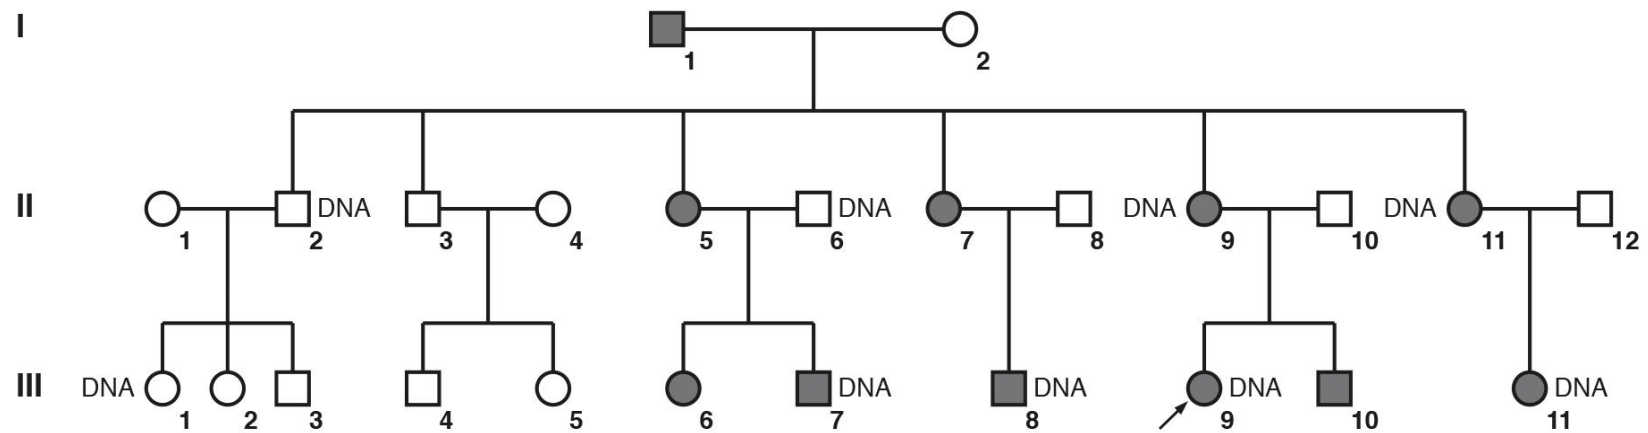 I
1 2
II
DNA DNA DNA DNA
1 2 3 4 5 6 7 8 9 10 11 12
III
DNA DNA DNA DNA DNA
1 2 3 4 5 6 7 8 9 10 11